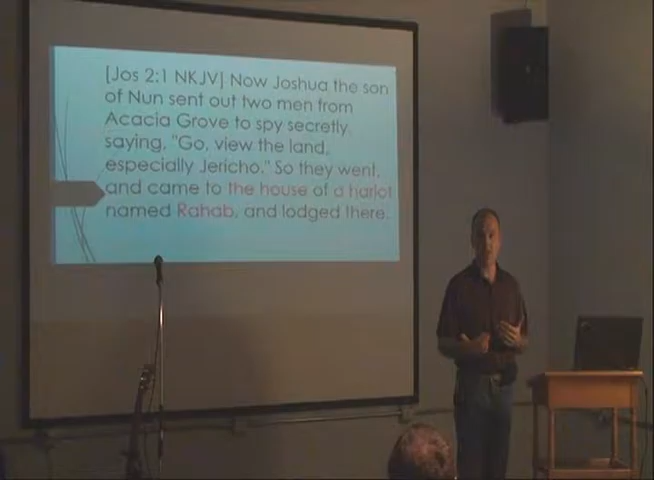 [Jos 2:1 NKJV] Now Joshua the son
of Nun sent out two men from
Acacia Grove to spy secretly,
saying, "Go, view the land,
especially Jericho." So they went,
and came to the house of a harlot
named Rahab, and lodged there.